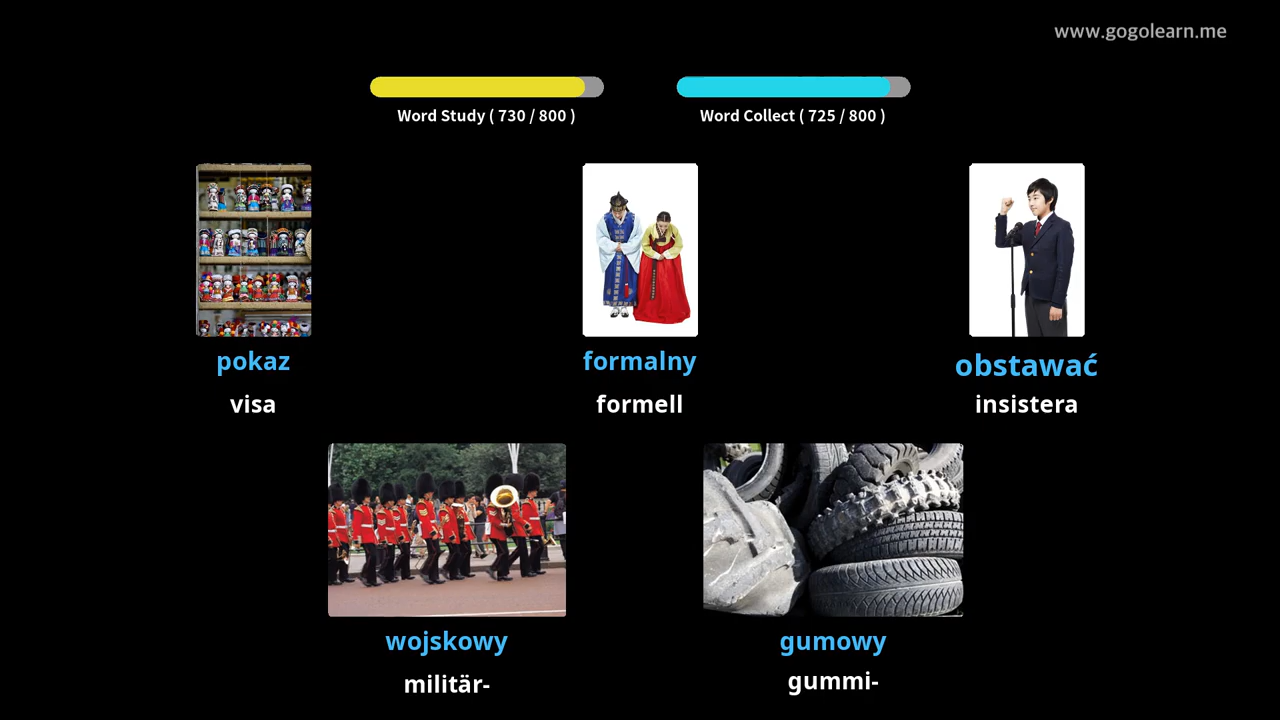 www.gogolearn.me
Word Study ( 730 / 800 )
Word Collect ( 725 / 800 )
pokaz
visa
formalny
formell
obstawać
insistera
wojskowy
militär-
gumowy
gummi-